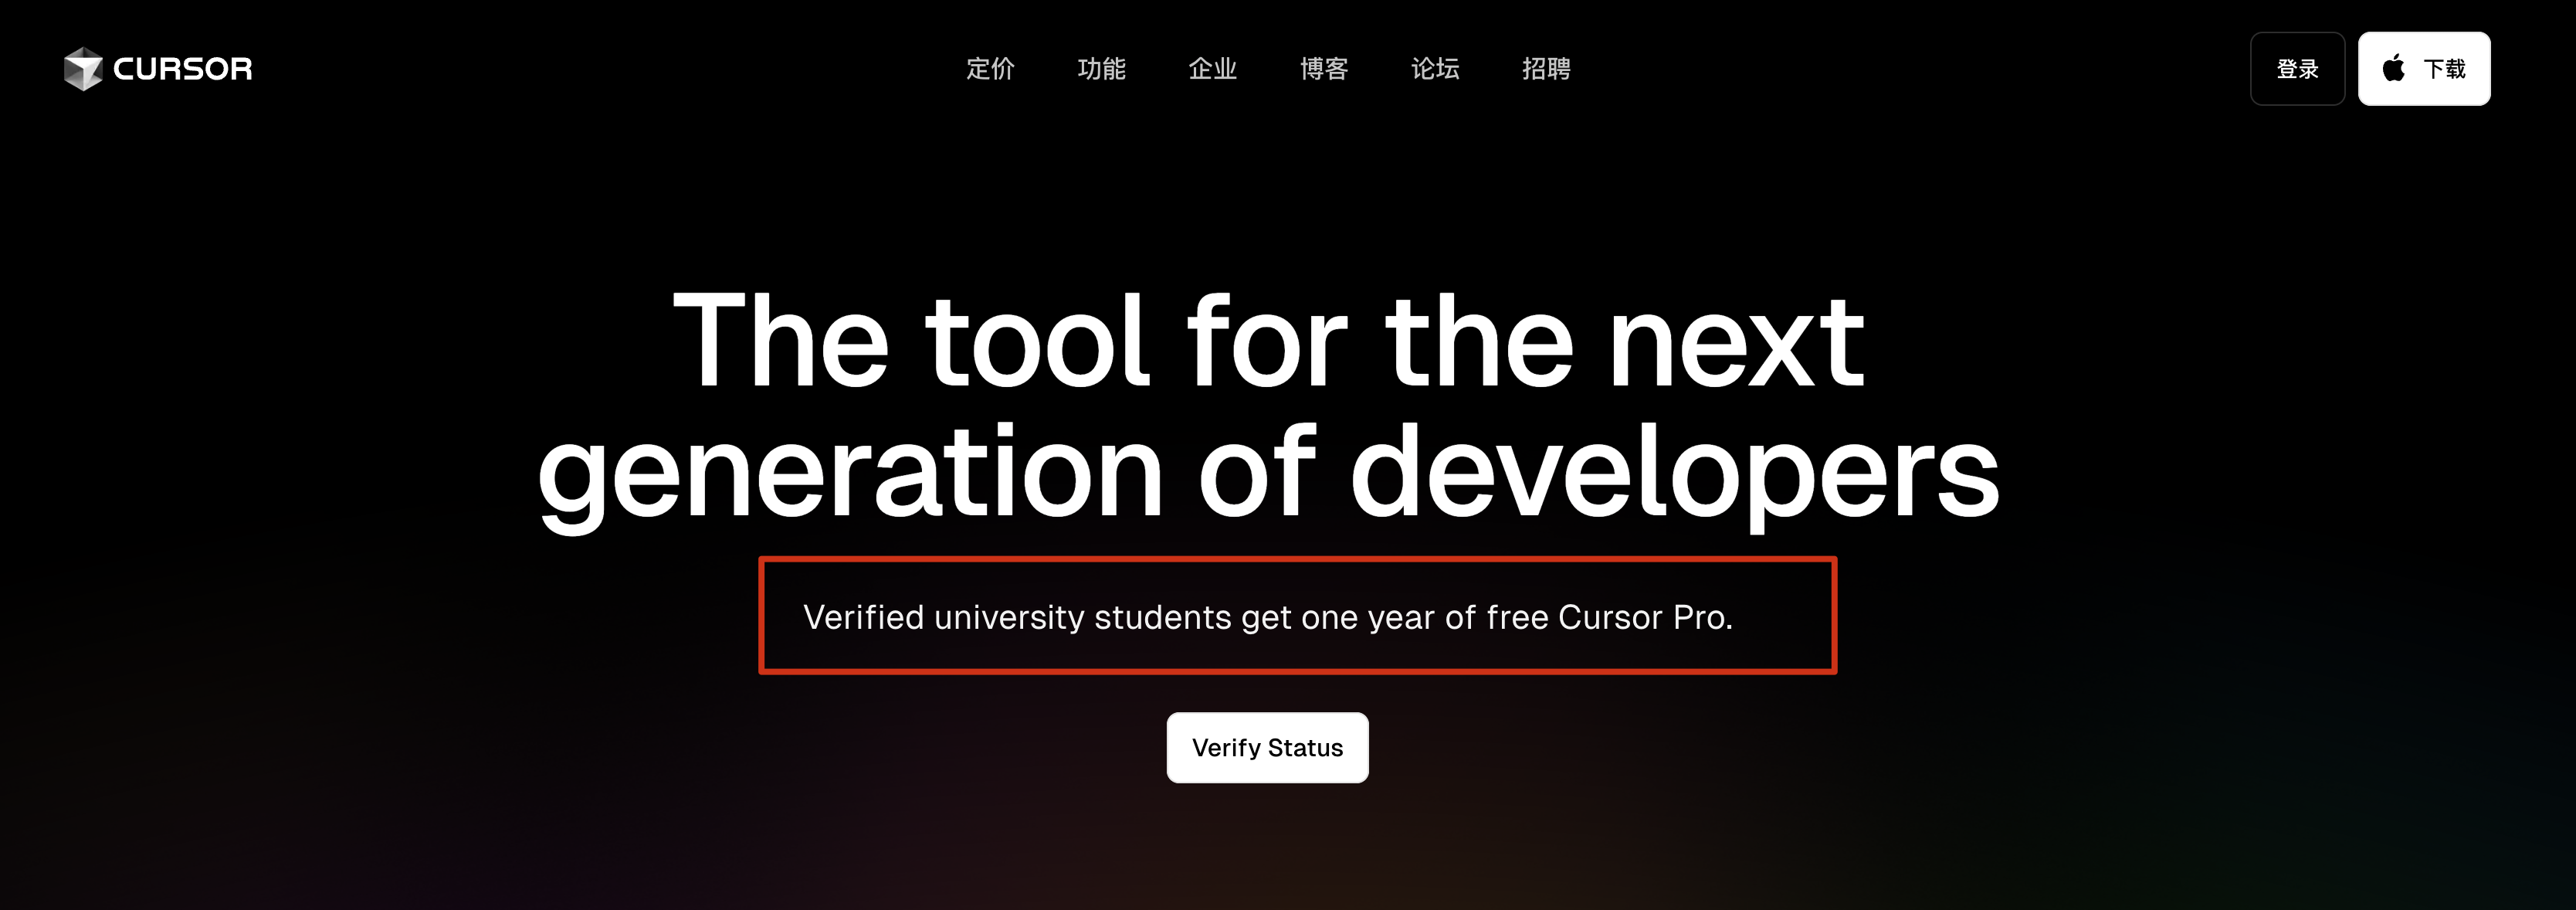 CURSOR
定价 功能 企业 博客 论坛 招聘
登录 下载
The tool for the next
generation of developers
Verified university students get one year of free Cursor Pro.
Verify Status